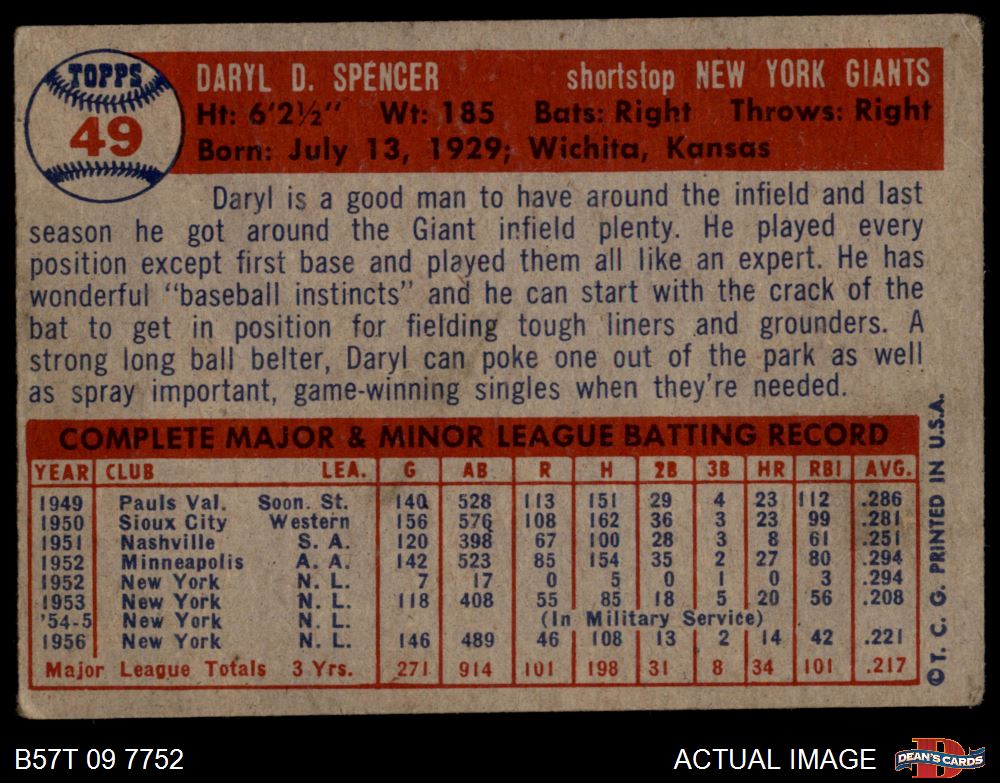 TOPPS
49
DARYL D. SPENCER shortstop NEW YORK GIANTS
Ht: 6'2½" Wt: 185 Bats: Right Throws: Right
Born: July 13, 1929; Wichita, Kansas
Daryl is a good man to have around the infield and last
season he got around the Giant infield plenty. He played every
position except first base and played them all like an expert. He has
wonderful "baseball instincts" and he can start with the crack of the
bat to get in position for fielding tough liners and grounders. A
strong long ball belter, Daryl can poke one out of the park as well
as spray important, game-winning singles when they're needed.
COMPLETE MAJOR & MINOR LEAGUE BATTING RECORD
YEAR CLUB LEA. G AB R H 2B 3B HR RBI AVG.
1949 Pauls Val. Soon. St. 140 528 113 151 29 4 23 112 .286
1950 Sioux City Western 156 576 108 162 36 3 23 99 .281
1951 Nashville S. A. 120 398 67 100 28 3 8 61 .251
1952 Minneapolis A. A. 142 523 85 154 35 2 27 80 .294
1952 New York N. L. 7 17 0 5 0 1 0 3 .294
1953 New York N. L. 118 408 55 85 18 5 20 56 .208
'54-5 New York N. L. (In Military Service)
1956 New York N. L. 146 489 46 108 13 2 14 42 .221
Major League Totals 3 Yrs. 271 914 101 198 31 8 34 101 .217
©T. C. G. PRINTED IN U.S.A.
B57T 09 7752 ACTUAL IMAGE
D
DEAN'S CARDS